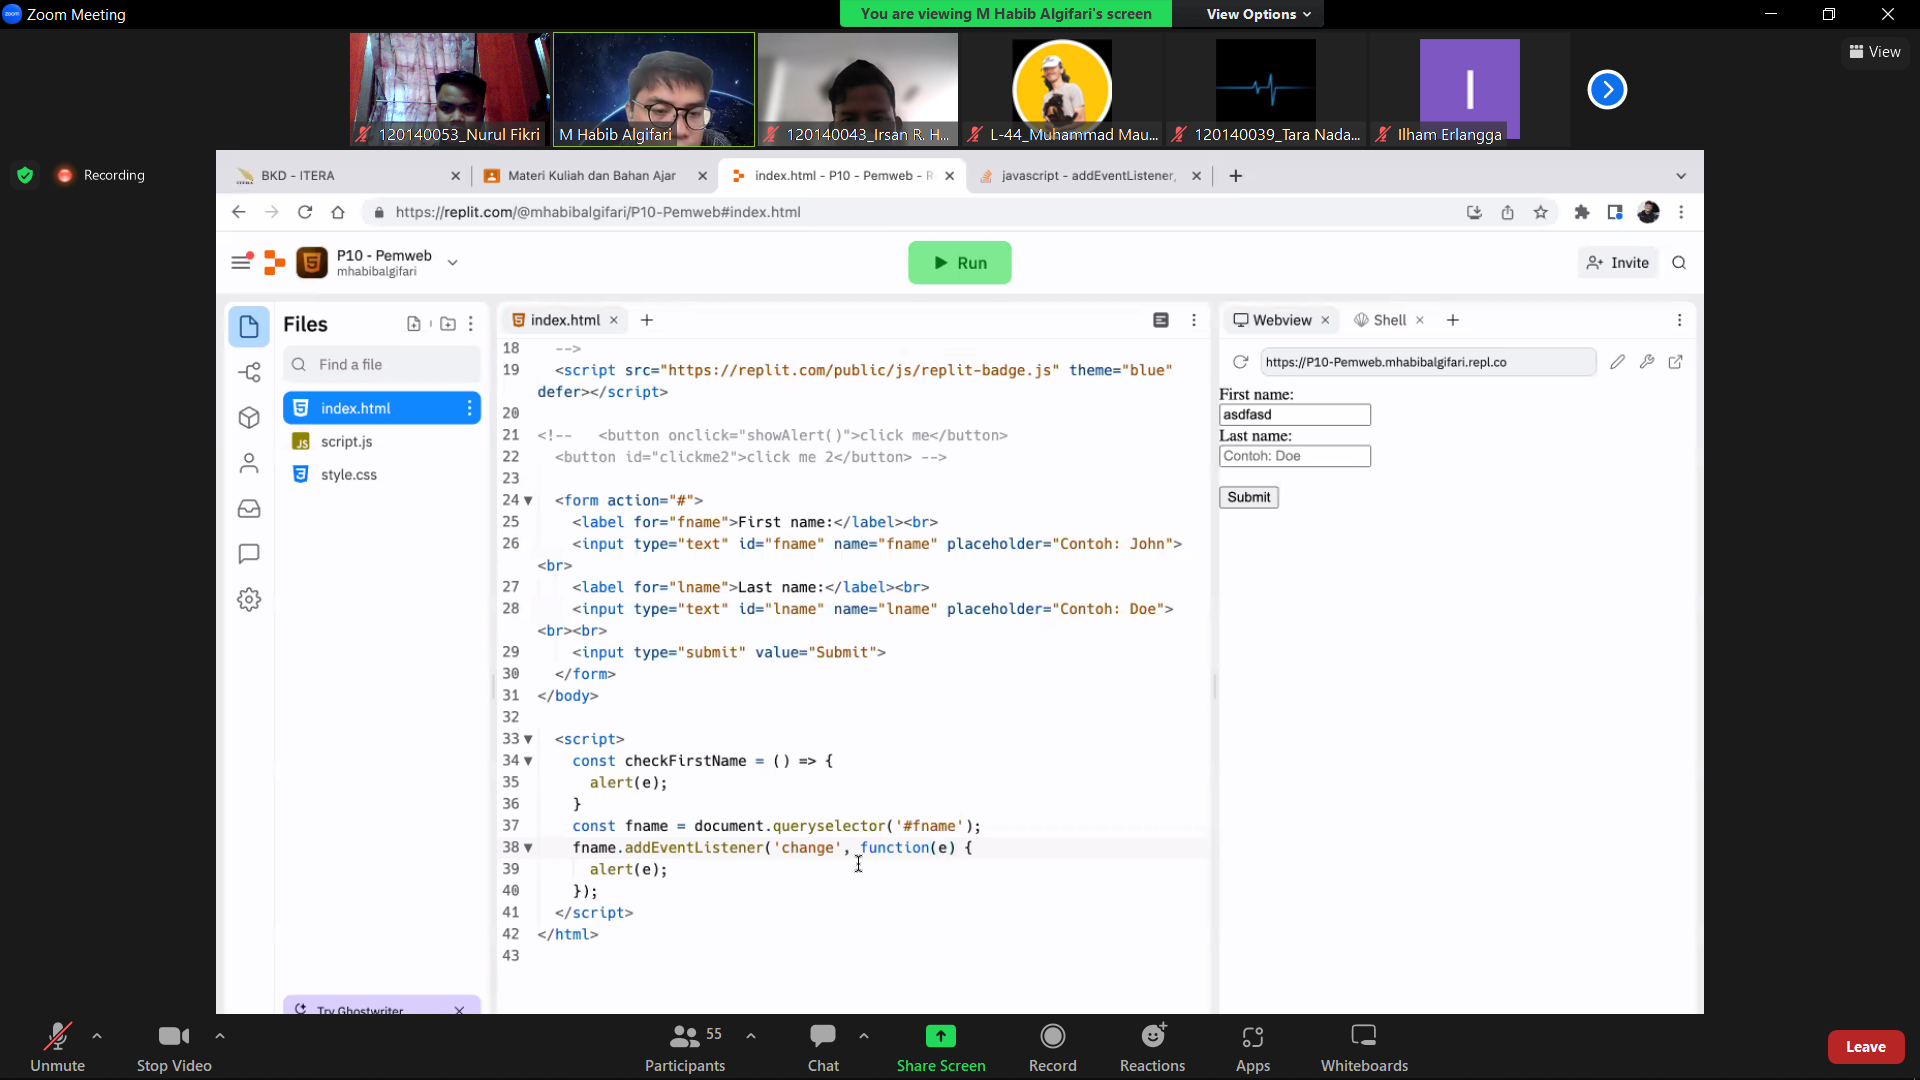 Zoom Meeting
You are viewing M Habib Algifari's screen
View Options
View
120140053_Nurul Fikri
M Habib Algifari
120140043_Irsan R. H...
L-44_Muhammad Mau...
120140039_Tara Nada...
I
Ilham Erlangga
Recording
BKD - ITERA
Materi Kuliah dan Bahan Ajar
index.html - P10 - Pemweb - R
javascript - addEventListener,
https://replit.com/@mhabibalgifari/P10-Pemweb#index.html
P10 - Pemweb
mhabibalgifari
Run
Invite
Files
Find a file
index.html
script.js
style.css
Try Ghostwriter
index.html
18 -->
19 <script src="https://replit.com/public/js/replit-badge.js" theme="blue"
defer></script>
20
21 <!-- <button onclick="showAlert()">click me</button>
22 <button id="clickme2">click me 2</button> -->
23
24 <form action="#">
25 <label for="fname">First name:</label><br>
26 <input type="text" id="fname" name="fname" placeholder="Contoh: John">
<br>
27 <label for="lname">Last name:</label><br>
28 <input type="text" id="lname" name="lname" placeholder="Contoh: Doe">
<br><br>
29 <input type="submit" value="Submit">
30 </form>
31 </body>
32
33 <script>
34 const checkFirstName = () => {
35 alert(e);
36 }
37 const fname = document.queryselector('#fname');
38 fname.addEventListener('change', function(e) {
39 alert(e);
40 });
41 </script>
42 </html>
43
Webview
Shell
https://P10-Pemweb.mhabibalgifari.repl.co
First name:
asdfasd
Last name:
Contoh: Doe
Submit
Unmute
Stop Video
Participants
55
Chat
Share Screen
Record
Reactions
Apps
Whiteboards
Leave